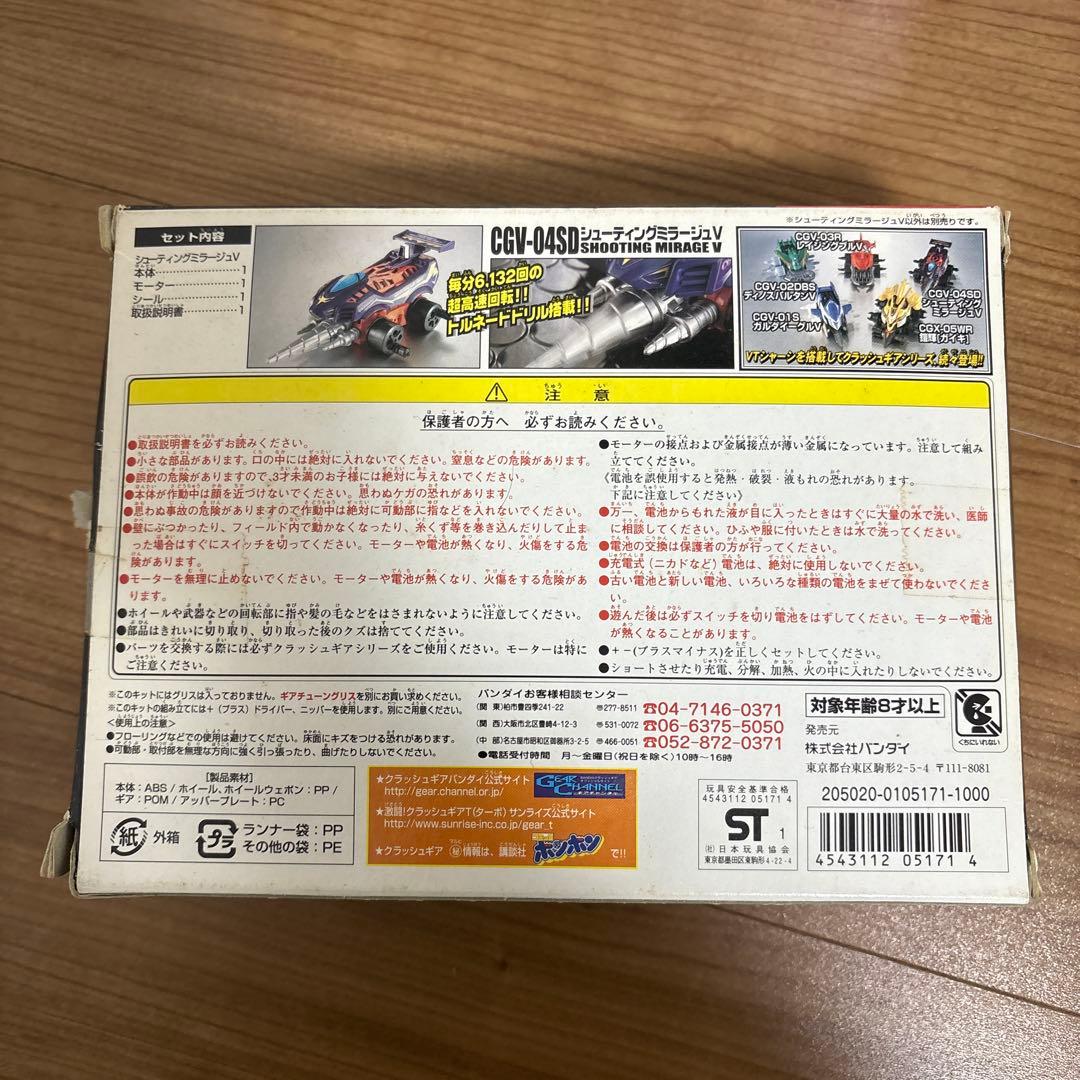 ※シューティングミラージュV以外は別売りです。
セット内容
シューティングミラージュV
本体……………………1
モーター………………1
シール…………………1
取扱説明書……………1
CGV-04SD シューティングミラージュV
SHOOTING MIRAGE V
毎分6,132回の
超高速回転!!
トルネードドリル搭載!!
CGV-03R
レイジングブルV
CGV-02DBS
ディノスパルタンV
CGV-04SD
シューティング
ミラージュV
CGV-01S
ガルダイーグルV
CGX-05WR
鎧輝[ガイキ]
VTシャーシを搭載してクラッシュギアシリーズ、続々登場!!
注意
保護者の方へ 必ずお読みください。
●取扱説明書を必ずお読みください。
●小さな部品があります。口の中には絶対に入れないでください。窒息などの危険があります。
●誤飲の危険がありますので、3才未満のお子様には絶対に与えないでください。
●本体が作動中は顔を近づけないでください。思わぬケガの恐れがあります。
●思わぬ事故の危険がありますので作動中は絶対に可動部に指などを入れないでください。
●壁にぶつかったり、フィールド内で動かなくなったり、糸くず等を巻き込んだりして止ま
った場合はすぐにスイッチを切ってください。モーターや電池が熱くなり、火傷をする危
険があります。
●モーターを無理に止めないでください。モーターや電池が熱くなり、火傷をする危険があ
ります。
●ホイールや武器などの回転部に指や髪の毛などをはさまれないように注意してください。
●部品はきれいに切り取り、切り取った後のクズは捨ててください。
●パーツを交換する際には必ずクラッシュギアシリーズをご使用ください。モーターは特に
ご注意ください。
●モーターの接点および金属接点が薄い金属になっています。注意して組み
立ててください。
《電池を誤使用すると発熱・破裂・液もれの恐れがあります。
下記に注意してください》
●万一、電池からもれた液が目に入ったときはすぐに大量の水で洗い、医師
に相談してください。ひふや服に付いたときは水で洗ってください。
●電池の交換は保護者の方が行ってください。
●充電式(ニカドなど)電池は、絶対に使用しないでください。
●古い電池と新しい電池、いろいろな種類の電池をまぜて使わないでくださ
い。
●遊んだ後は必ずスイッチを切り電池をはずしてください。モーターや電池
が熱くなることがあります。
●+−(プラスマイナス)を正しくセットしてください。
●ショートさせたり充電、分解、加熱、火の中に入れたりしないでください。
※このキットにはグリスは入っておりません。ギアチューングリスを別にお買い求めください。
※このキットの組み立てには+(プラス)ドライバー、ニッパーを使用します。別にご用意ください。
<使用上の注意>
●フローリングなどでの使用は避けてください。床面にキズをつける恐れがあります。
●可動部・取付部を無理な方向に強く引っ張ったり、曲げたりしないでください。
バンダイお客様相談センター
(関 東)柏市豊四季241-22 〒277-8511 ☎04-7146-0371
(関 西)大阪市北区豊崎4-12-3 〒531-0072 ☎06-6375-5050
(中 部)名古屋市昭和区御器所3-2-5 〒466-0051 ☎052-872-0371
●電話受付時間 月〜金曜日(祝日を除く)10時〜16時
対象年齢8才以上
くちにいれない
発売元
株式会社バンダイ
東京都台東区駒形2-5-4 〒111-8081
[製品素材]
本体:ABS / ホイール、ホイールウェポン:PP /
ギア:POM / アッパープレート:PC
紙 外箱
プラ ランナー袋:PP
その他の袋:PE
★クラッシュギアバンダイ公式サイト
http://gear.channel.or.jp/
GEAR CHANNEL
★激闘!クラッシュギアT(ターボ) サンライズ公式サイト
http://www.sunrise-inc.co.jp/gear_t
★クラッシュギア㊙情報は、講談社 ボンボン で!!
玩具安全基準合格
4543112 05171 4
ST 1
(社)日本玩具協会
東京都墨田区東駒形4-22-4
205020-0105171-1000
4543112 05171 4